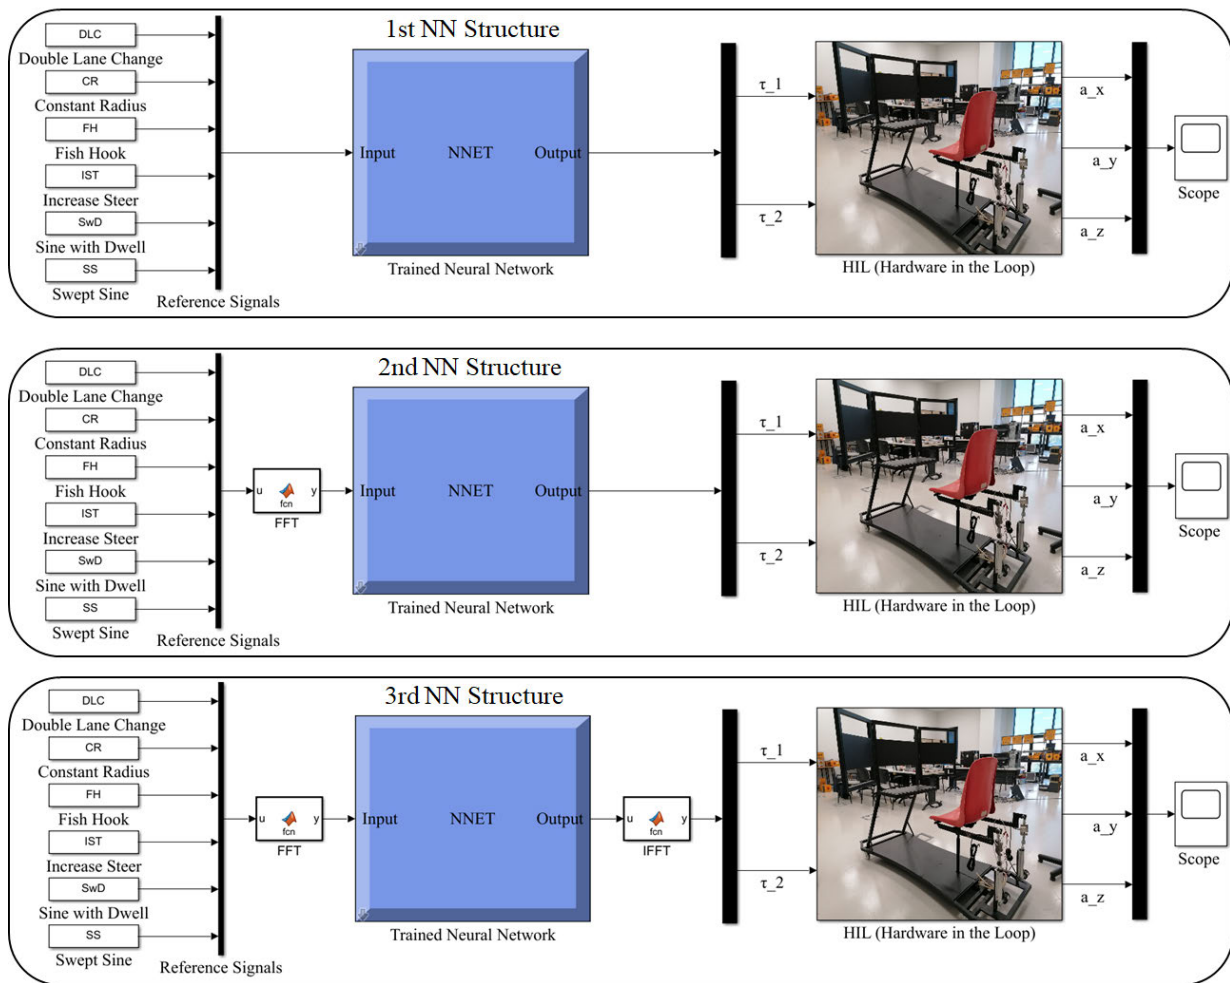 1st NN Structure
DLC
Double Lane Change
CR
Constant Radius
FH
Fish Hook
IST
Increase Steer
SwD
Sine with Dwell
SS
Swept Sine
Reference Signals
Input
NNET
Output
Trained Neural Network
τ_1
τ_2
HIL (Hardware in the Loop)
a_x
a_y
a_z
Scope
2nd NN Structure
DLC
Double Lane Change
CR
Constant Radius
FH
Fish Hook
IST
Increase Steer
SwD
Sine with Dwell
SS
Swept Sine
Reference Signals
u
y
fcn
FFT
Input
NNET
Output
Trained Neural Network
τ_1
τ_2
HIL (Hardware in the Loop)
a_x
a_y
a_z
Scope
3rd NN Structure
DLC
Double Lane Change
CR
Constant Radius
FH
Fish Hook
IST
Increase Steer
SwD
Sine with Dwell
SS
Swept Sine
Reference Signals
u
y
fcn
FFT
Input
NNET
Output
Trained Neural Network
u
y
fcn
IFFT
τ_1
τ_2
HIL (Hardware in the Loop)
a_x
a_y
a_z
Scope